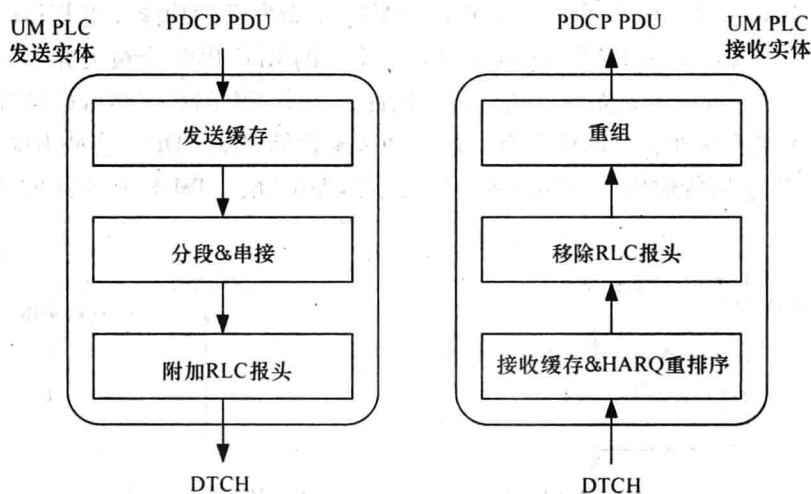 UM PLC
发送实体
PDCP PDU
发送缓存
分段&串接
附加RLC报头
DTCH
PDCP PDU
UM PLC
接收实体
重组
移除RLC报头
接收缓存&HARQ重排序
DTCH